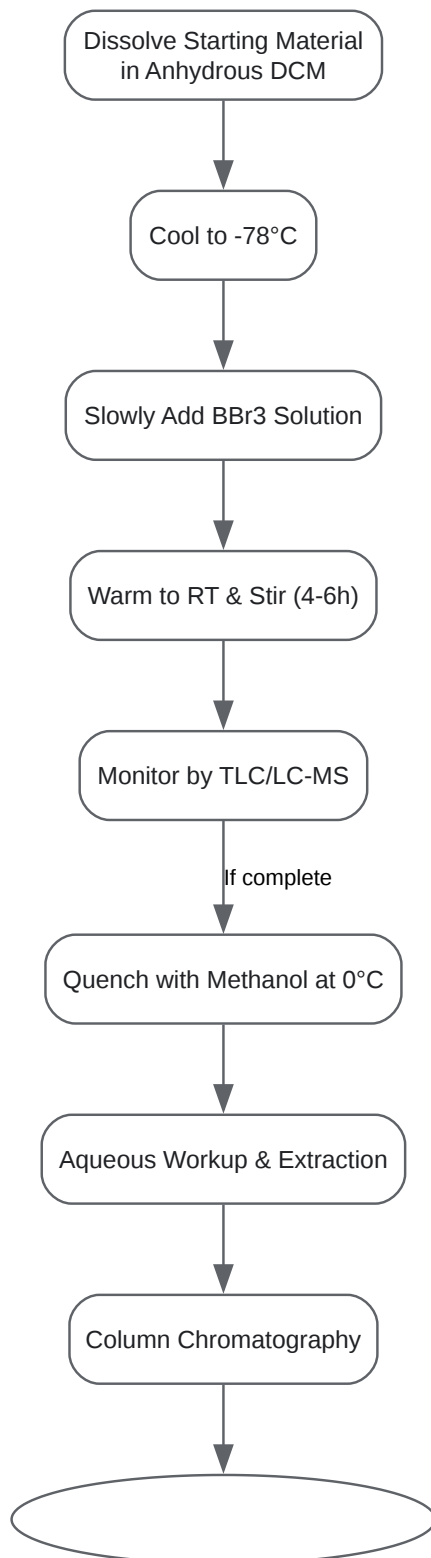 Dissolve Starting Material
in Anhydrous DCM
Cool to -78°C
Slowly Add BBr3 Solution
Warm to RT & Stir (4-6h)
Monitor by TLC/LC-MS
If complete
Quench with Methanol at 0°C
Aqueous Workup & Extraction
Column Chromatography